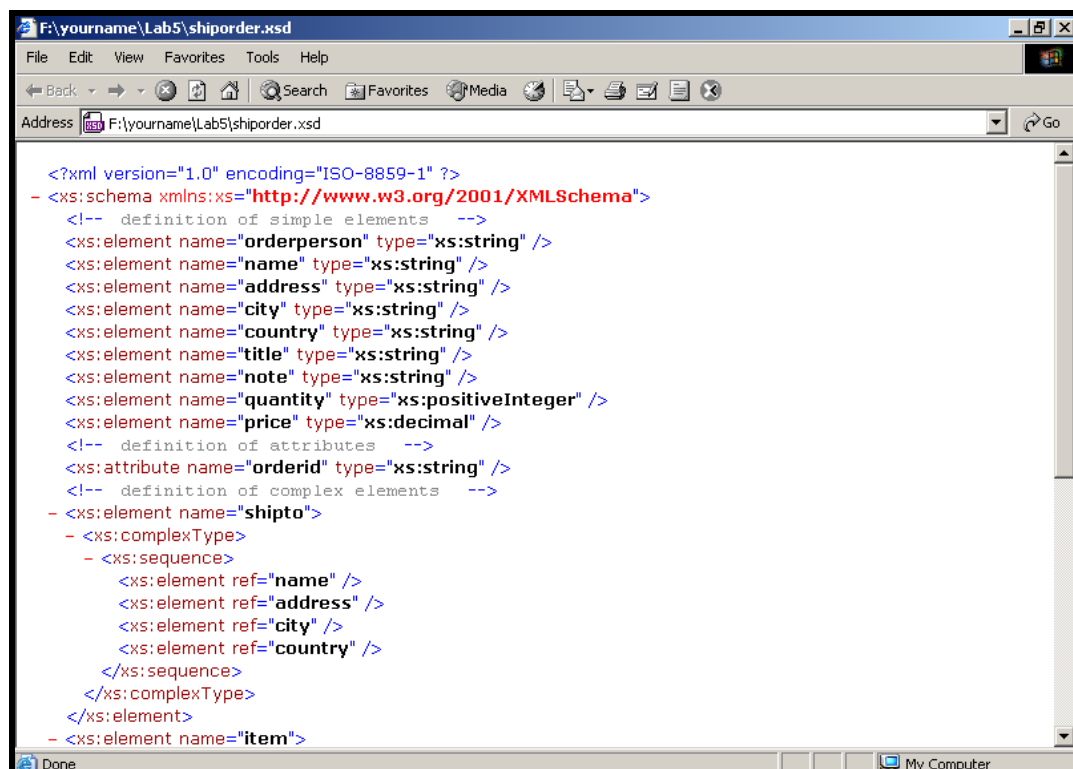 F:\yourname\Lab5\shiporder.xsd
File Edit View Favorites Tools Help
Back Search Favorites Media
Address F:\yourname\Lab5\shiporder.xsd Go
<?xml version="1.0" encoding="ISO-8859-1" ?>
- <xs:schema xmlns:xs="http://www.w3.org/2001/XMLSchema">
<!-- definition of simple elements -->
<xs:element name="orderperson" type="xs:string" />
<xs:element name="name" type="xs:string" />
<xs:element name="address" type="xs:string" />
<xs:element name="city" type="xs:string" />
<xs:element name="country" type="xs:string" />
<xs:element name="title" type="xs:string" />
<xs:element name="note" type="xs:string" />
<xs:element name="quantity" type="xs:positiveInteger" />
<xs:element name="price" type="xs:decimal" />
<!-- definition of attributes -->
<xs:attribute name="orderid" type="xs:string" />
<!-- definition of complex elements -->
- <xs:element name="shipto">
- <xs:complexType>
- <xs:sequence>
<xs:element ref="name" />
<xs:element ref="address" />
<xs:element ref="city" />
<xs:element ref="country" />
</xs:sequence>
</xs:complexType>
</xs:element>
- <xs:element name="item">
Done My Computer